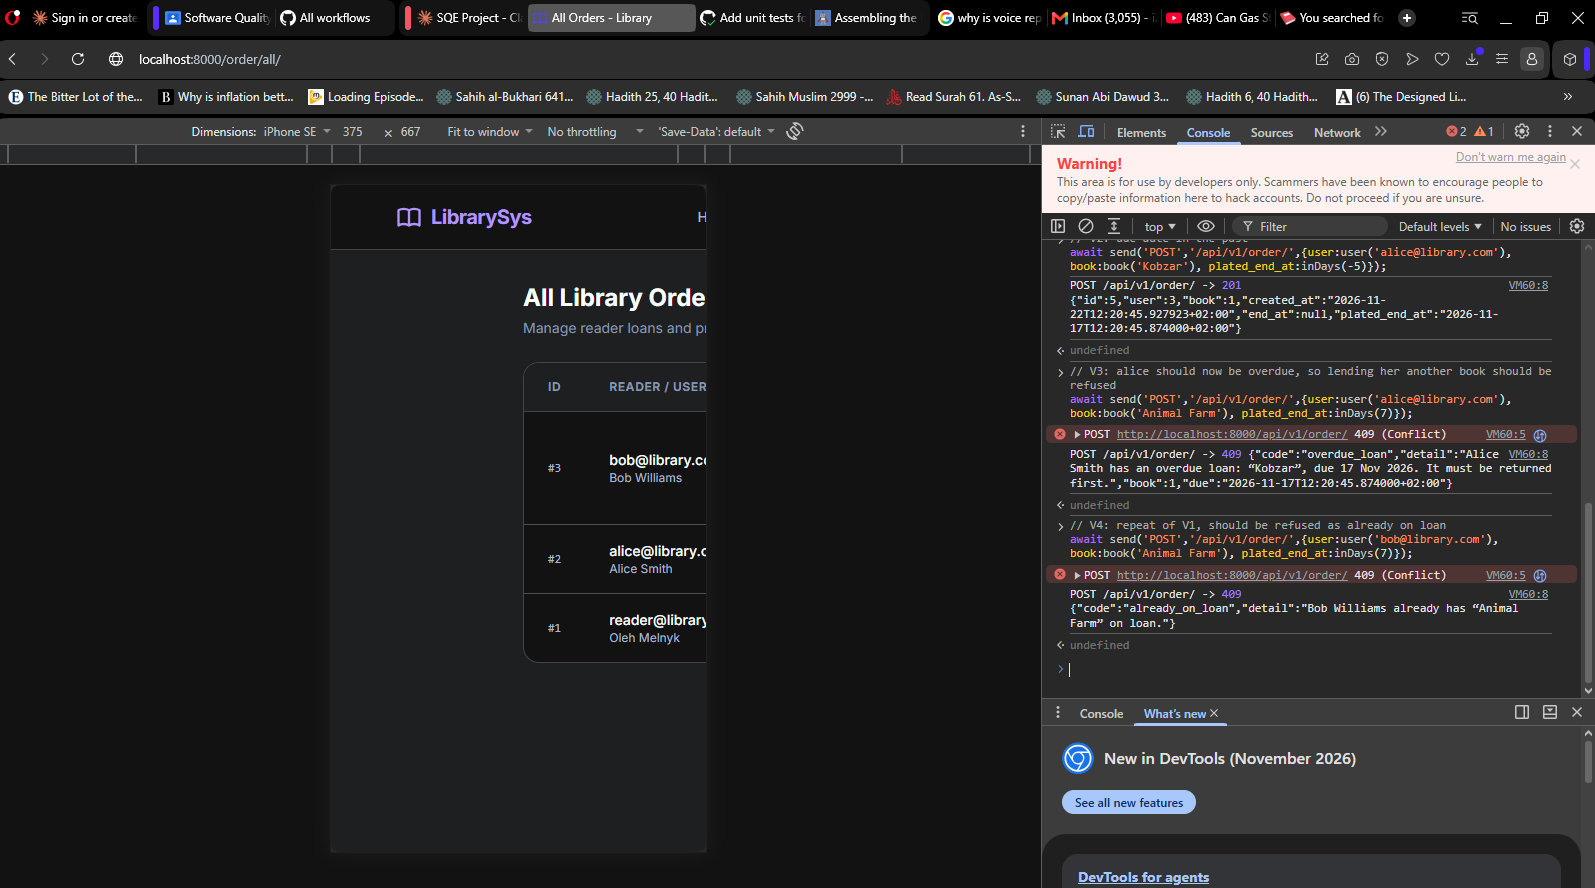 Sign in or create
Software Quality
All workflows
SQE Project - Cl
All Orders - Library
Add unit tests fo
Assembling the
why is voice rep
Inbox (3,055) - i
(483) Can Gas St
You searched fo
localhost:8000/order/all/
The Bitter Lot of the...
Why is inflation bett...
Loading Episode...
Sahih al-Bukhari 641...
Hadith 25, 40 Hadit...
Sahih Muslim 2999 -...
Read Surah 61. As-S...
Sunan Abi Dawud 3...
Hadith 6, 40 Hadith...
(6) The Designed Li...
Dimensions: iPhone SE 375 × 667 Fit to window No throttling 'Save-Data': default
LibrarySys
H
All Library Orde
Manage reader loans and pr
ID READER / USER
#3 bob@library.co
Bob Williams
#2 alice@library.c
Alice Smith
#1 reader@library
Oleh Melnyk
Elements Console Sources Network 2 1
Warning!
Don't warn me again
This area is for use by developers only. Scammers have been known to encourage people to
copy/paste information here to hack accounts. Do not proceed if you are unsure.
top Filter Default levels No issues
// V2: due date in the past
await send('POST','/api/v1/order/',{user:user('alice@library.com'),
book:book('Kobzar'), plated_end_at:inDays(-5)});
POST /api/v1/order/ -> 201 VM60:8
{"id":5,"user":3,"book":1,"created_at":"2026-11-
22T12:20:45.927923+02:00","end_at":null,"plated_end_at":"2026-11-
17T12:20:45.874000+02:00"}
undefined
// V3: alice should now be overdue, so lending her another book should be
refused
await send('POST','/api/v1/order/',{user:user('alice@library.com'),
book:book('Animal Farm'), plated_end_at:inDays(7)});
POST http://localhost:8000/api/v1/order/ 409 (Conflict) VM60:5
POST /api/v1/order/ -> 409 {"code":"overdue_loan","detail":"Alice VM60:8
Smith has an overdue loan: “Kobzar”, due 17 Nov 2026. It must be returned
first.","book":1,"due":"2026-11-17T12:20:45.874000+02:00"}
undefined
// V4: repeat of V1, should be refused as already on loan
await send('POST','/api/v1/order/',{user:user('bob@library.com'),
book:book('Animal Farm'), plated_end_at:inDays(7)});
POST http://localhost:8000/api/v1/order/ 409 (Conflict) VM60:5
POST /api/v1/order/ -> 409 VM60:8
{"code":"already_on_loan","detail":"Bob Williams already has “Animal
Farm” on loan."}
undefined
Console What's new
New in DevTools (November 2026)
See all new features
DevTools for agents